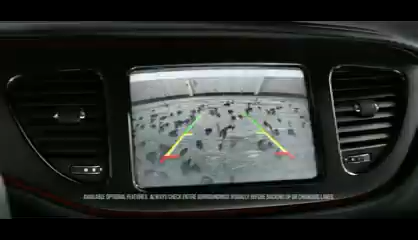 AVAILABLE OPTIONAL FEATURES. ALWAYS CHECK ENTIRE SURROUNDINGS VISUALLY BEFORE BACKING UP OR CHANGING LANES.